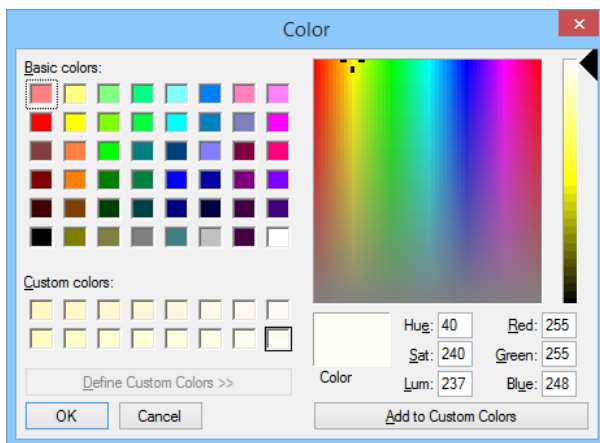 Color
Basic colors:
Custom colors:
Define Custom Colors >>
OK Cancel
Color
Hue: 40 Red: 255
Sat: 240 Green: 255
Lum: 237 Blue: 248
Add to Custom Colors